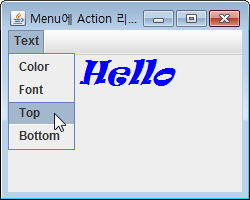 Menu에 Action 리...
Text
Hello
Color
Font
Top
Bottom